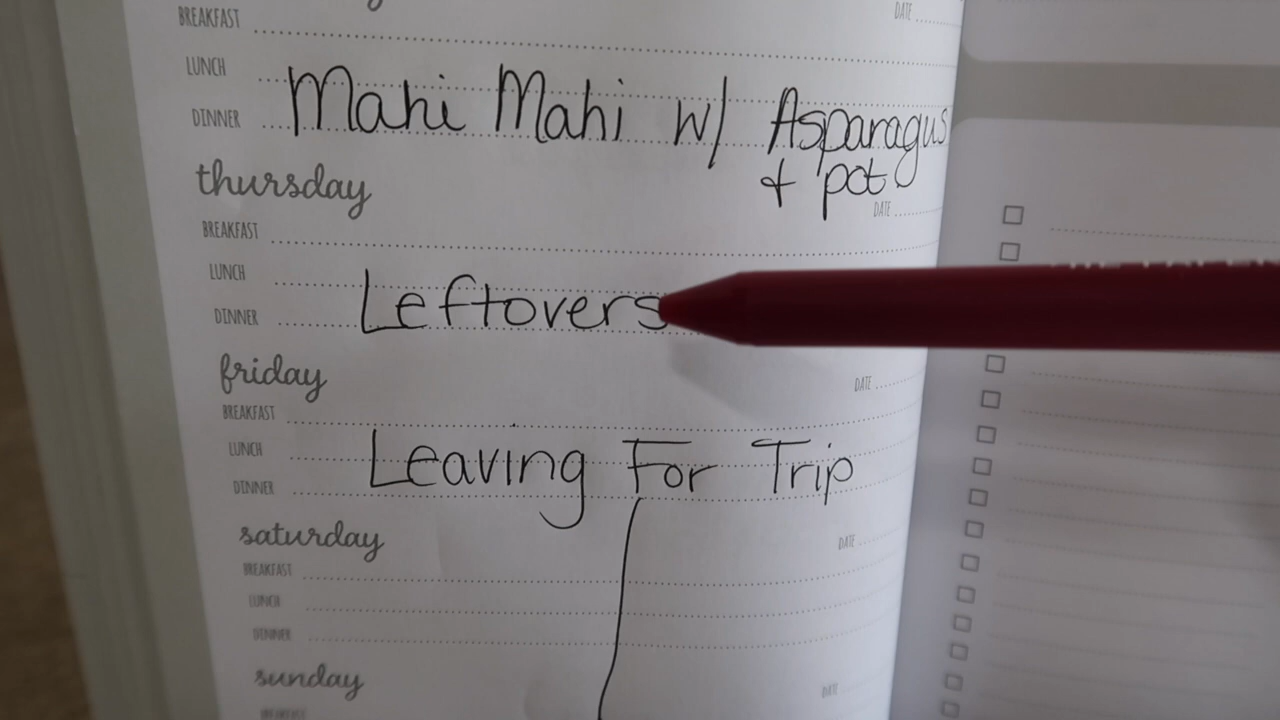 BREAKFAST
DATE
LUNCH
DINNER Mahi Mahi w/ Asparagus
+ pot
thursday
DATE
BREAKFAST
LUNCH
DINNER Leftovers
friday
DATE
BREAKFAST
LUNCH Leaving For Trip
DINNER
saturday
DATE
BREAKFAST
LUNCH
DINNER
sunday
DATE
BREAKFAST